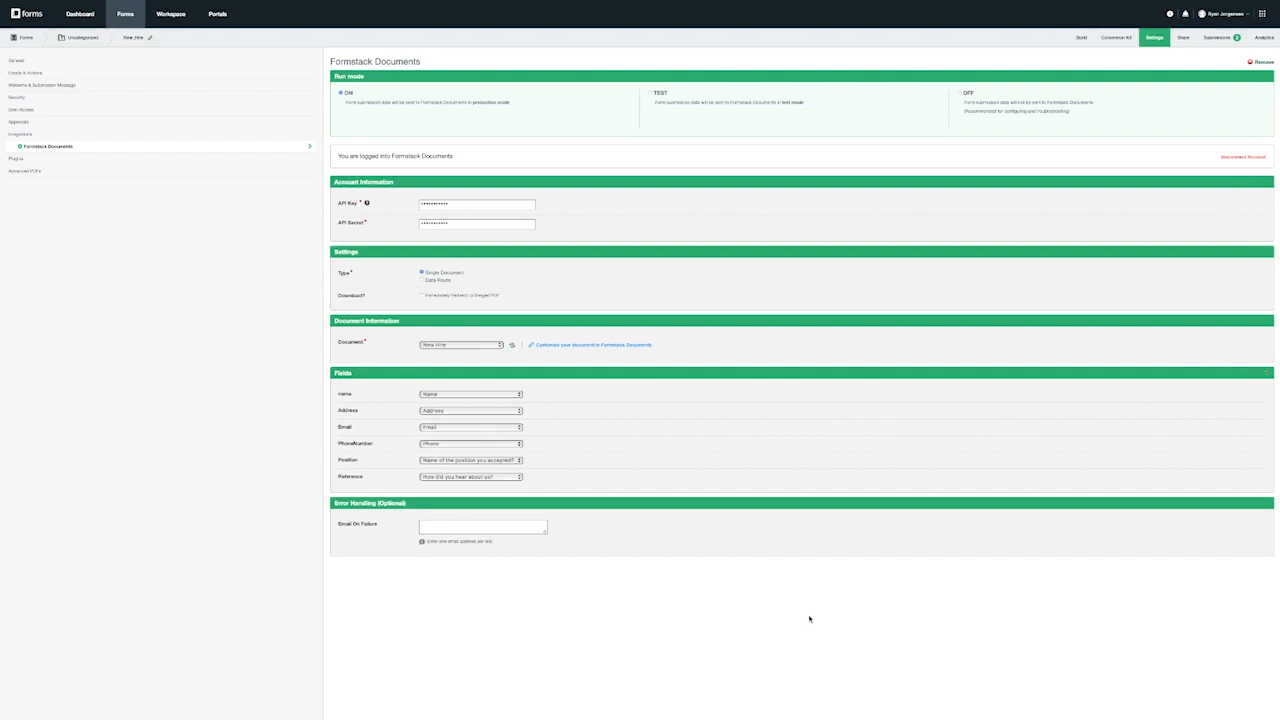 forms Dashboard Forms Workspace Portals Ryan Jorgensen
Forms Uncategorized New_Hire Build Conversion Kit Settings Share Submissions Analytics
General
Emails & Actions
Welcome & Submission Message
Security
User Access
Approvals
Integrations
Formstack Documents
Plugins
Advanced PDFs
Formstack Documents Remove
Run mode
ON TEST OFF
Form submission data will be sent to Formstack Documents in production mode Form submission data will be sent to Formstack Documents in test mode Form submission data will not be sent to Formstack Documents
(Recommended for configuring and troubleshooting)
You are logged into Formstack Documents Disconnect Account
Account Information
API Key *
API Secret*
Settings
Type* Single Document
Data Route
Download? Immediately Redirect to Merged PDF
Document Information
Document* New Hire | Customize your document in Formstack Documents
Fields
name Name
Address Address
Email Email
PhoneNumber Phone
Position Name of the position you accepted?
Reference How did you hear about us?
Error Handling (Optional)
Email On Failure
Enter one email address per line.